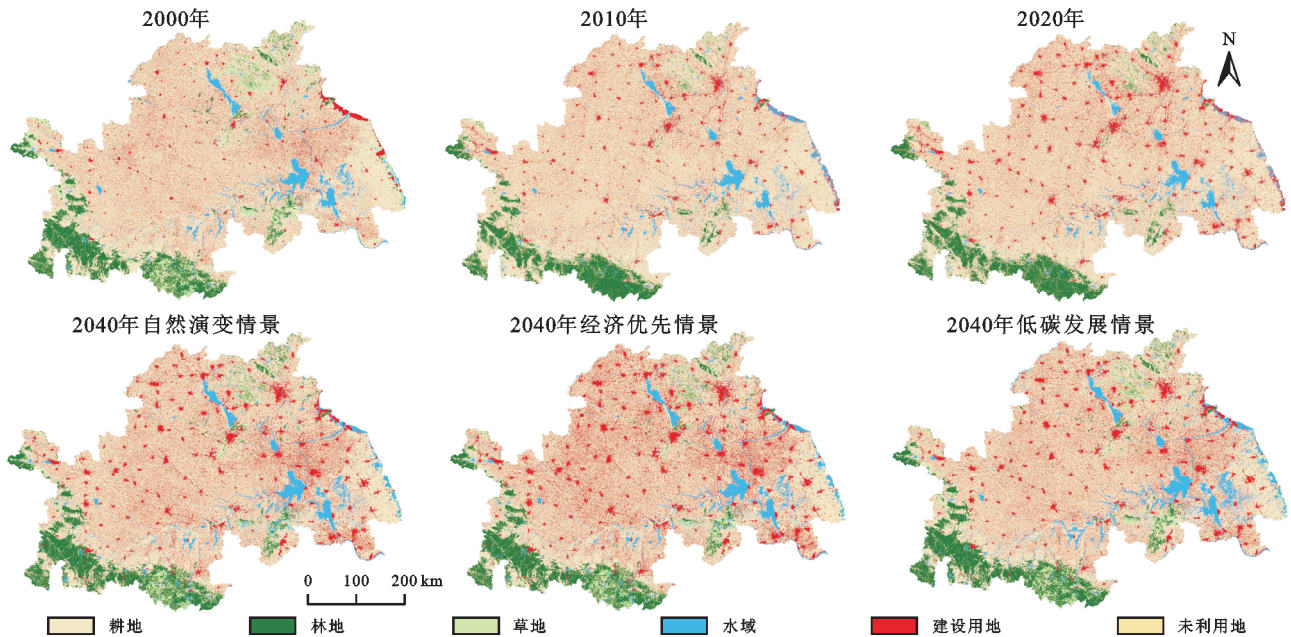 2000年
2010年
2020年
N
2040年自然演变情景
2040年经济优先情景
2040年低碳发展情景
0 100 200 km
耕地 林地 草地 水域 建设用地 未利用地